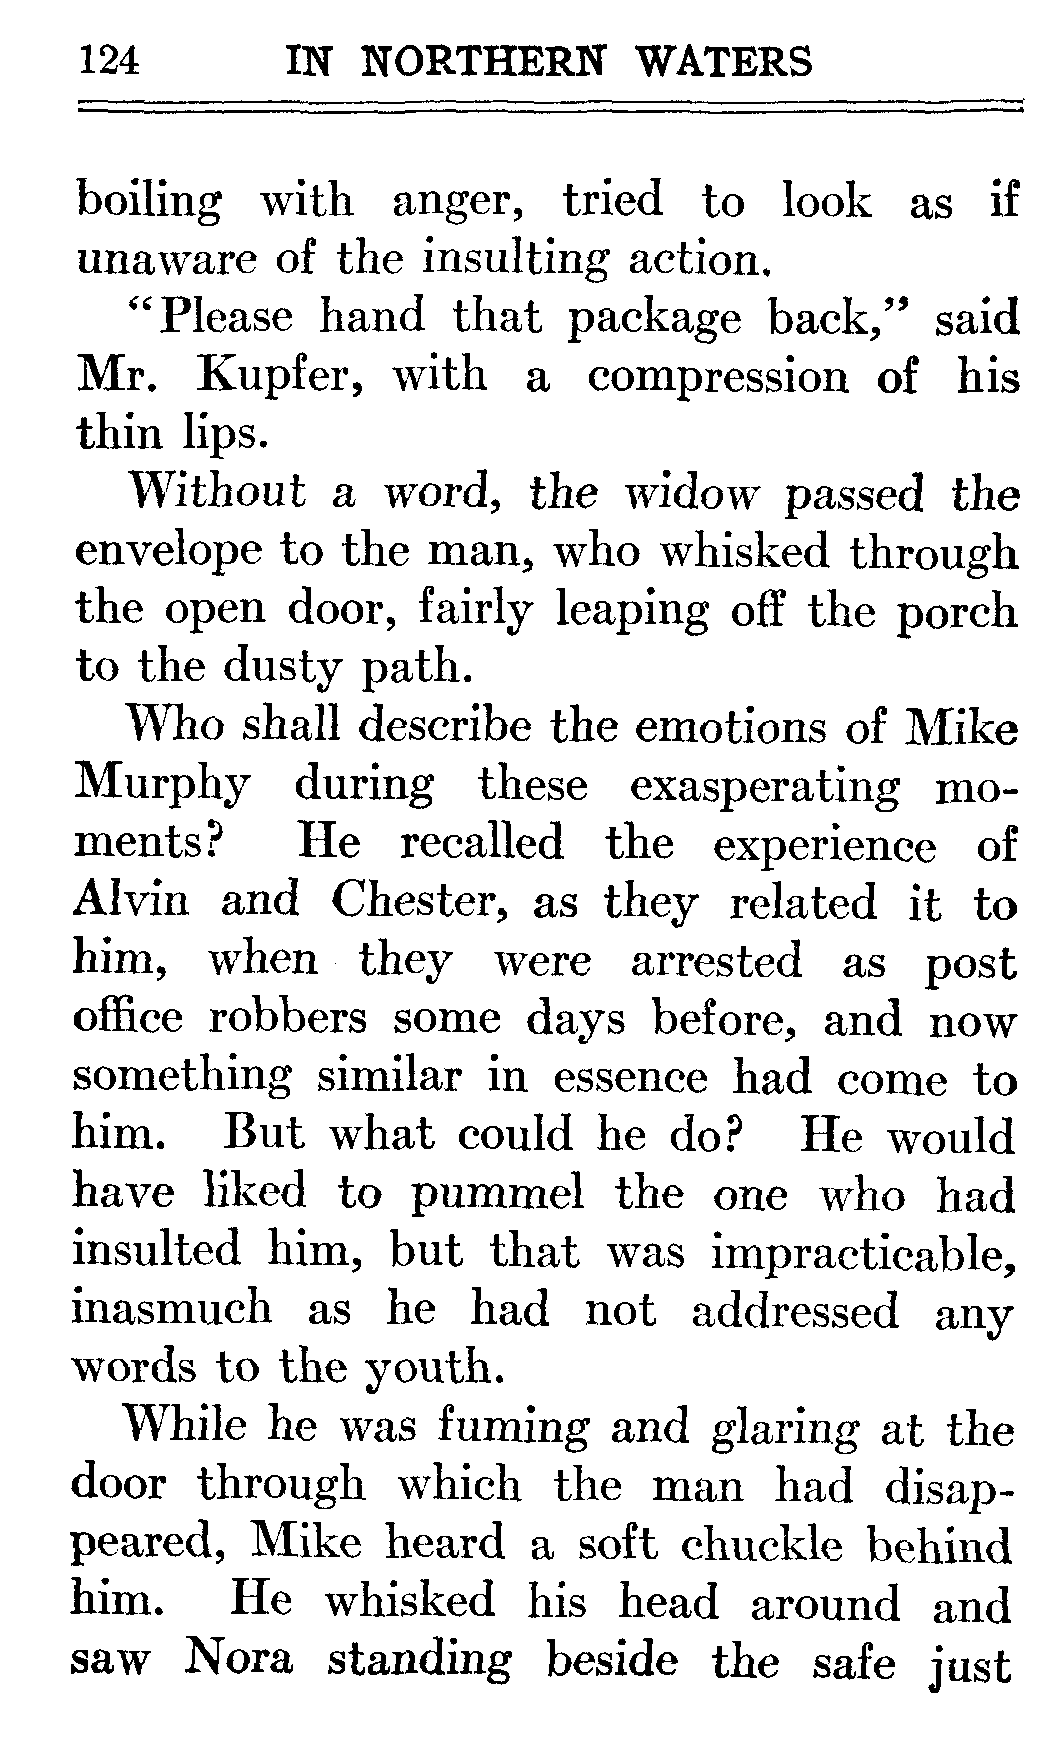 124 IN NORTHERN WATERS
boiling with anger, tried to look as if
unaware of the insulting action.
“Please hand that package back,” said
Mr. Kupfer, with a compression of his
thin lips.
Without a word, the widow passed the
envelope to the man, who whisked through
the open door, fairly leaping off the porch
to the dusty path.
Who shall describe the emotions of Mike
Murphy during these exasperating mo-
ments? He recalled the experience of
Alvin and Chester, as they related it to
him, when they were arrested as post
office robbers some days before, and now
something similar in essence had come to
him. But what could he do? He would
have liked to pummel the one who had
insulted him, but that was impracticable,
inasmuch as he had not addressed any
words to the youth.
While he was fuming and glaring at the
door through which the man had disap-
peared, Mike heard a soft chuckle behind
him. He whisked his head around and
saw Nora standing beside the safe just